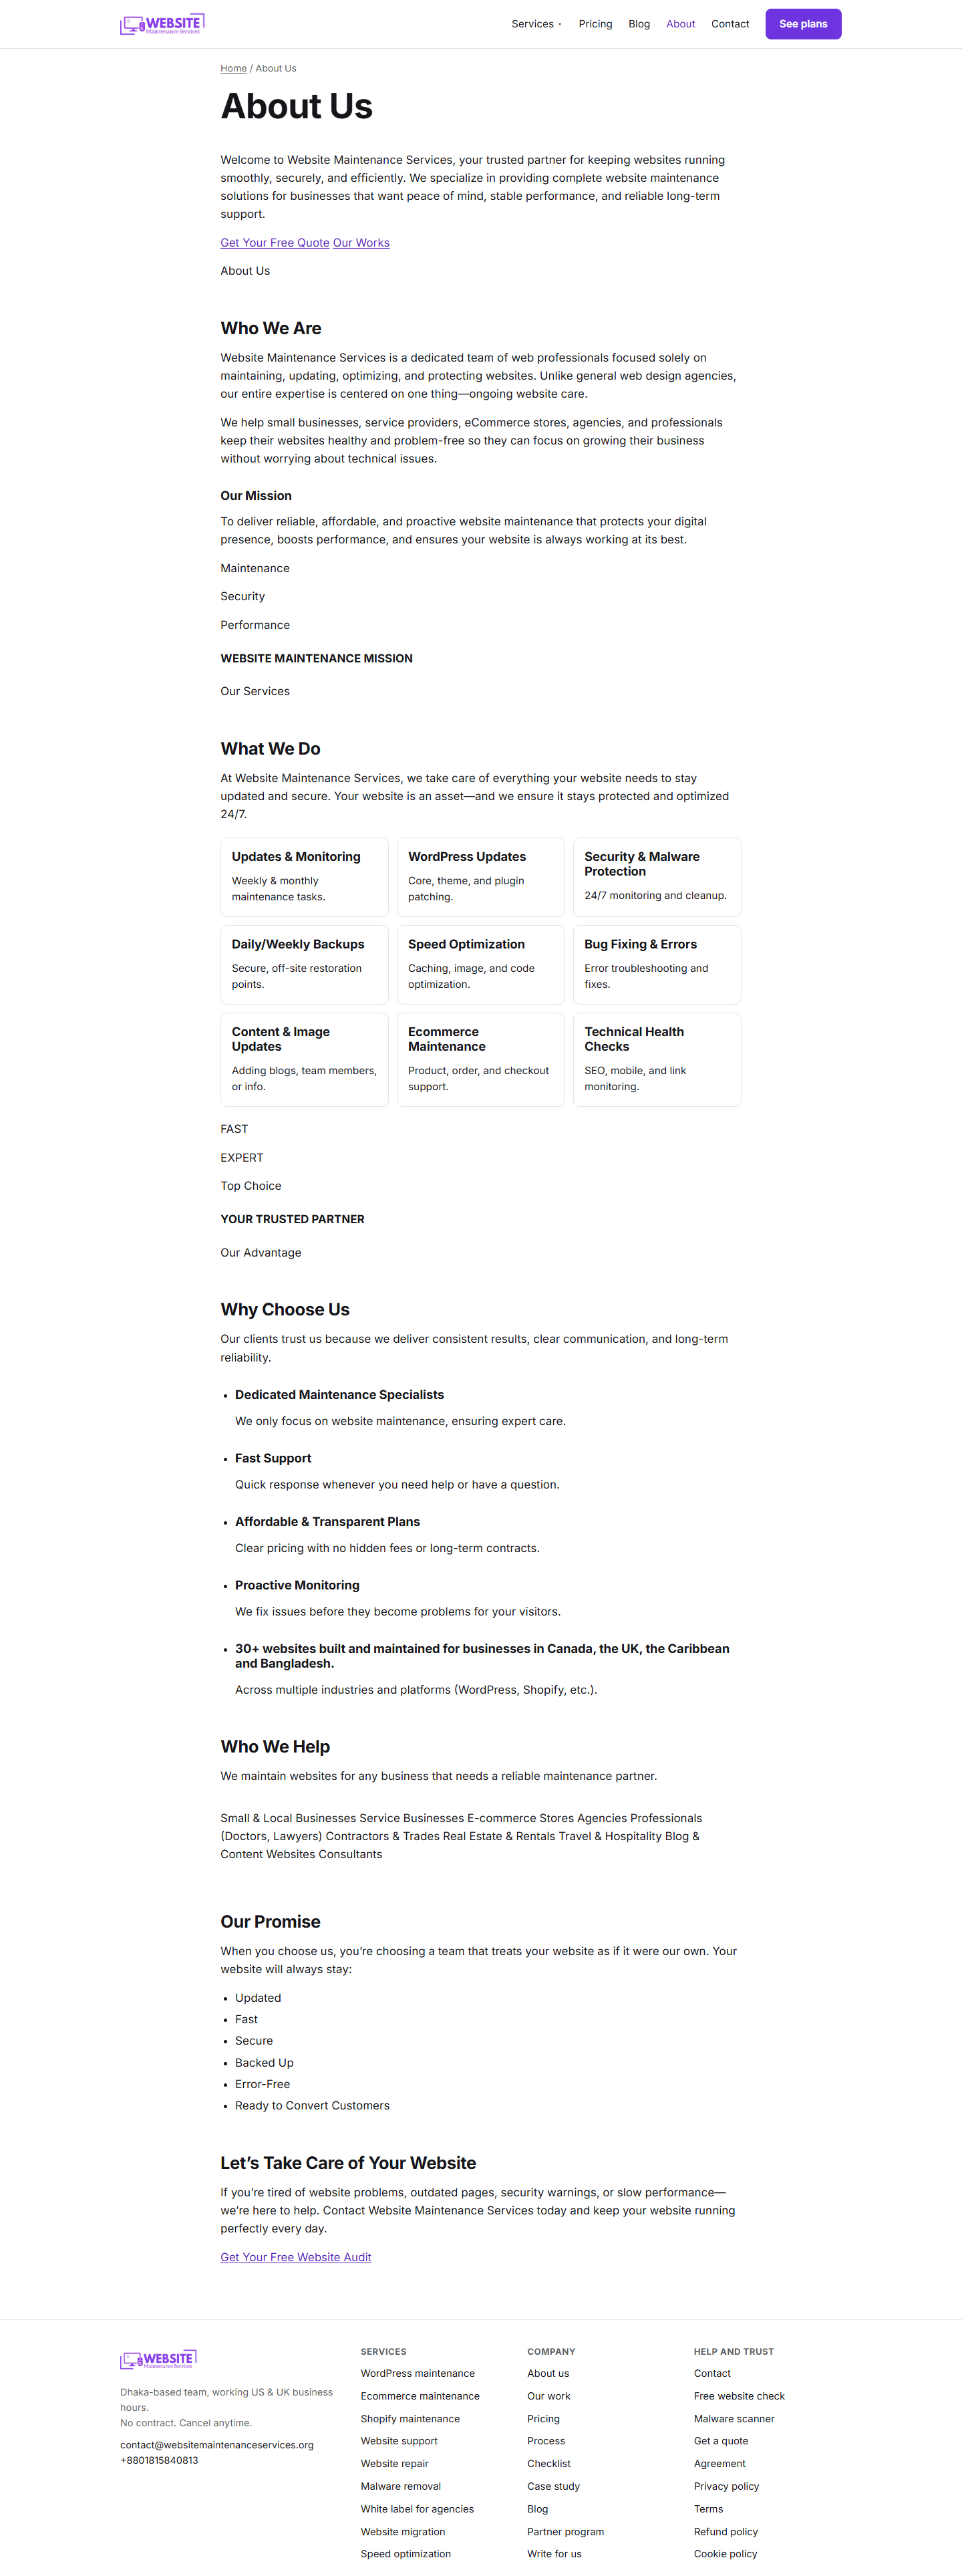 WEBSITE
Maintenance Services
Services Pricing Blog About Contact See plans
Home / About Us
About Us
Welcome to Website Maintenance Services, your trusted partner for keeping websites running
smoothly, securely, and efficiently. We specialize in providing complete website maintenance
solutions for businesses that want peace of mind, stable performance, and reliable long-term
support.
Get Your Free Quote Our Works
About Us
Who We Are
Website Maintenance Services is a dedicated team of web professionals focused solely on
maintaining, updating, optimizing, and protecting websites. Unlike general web design agencies,
our entire expertise is centered on one thing—ongoing website care.
We help small businesses, service providers, eCommerce stores, agencies, and professionals
keep their websites healthy and problem-free so they can focus on growing their business
without worrying about technical issues.
Our Mission
To deliver reliable, affordable, and proactive website maintenance that protects your digital
presence, boosts performance, and ensures your website is always working at its best.
Maintenance
Security
Performance
WEBSITE MAINTENANCE MISSION
Our Services
What We Do
At Website Maintenance Services, we take care of everything your website needs to stay
updated and secure. Your website is an asset—and we ensure it stays protected and optimized
24/7.
Updates & Monitoring
Weekly & monthly
maintenance tasks.
WordPress Updates
Core, theme, and plugin
patching.
Security & Malware
Protection
24/7 monitoring and cleanup.
Daily/Weekly Backups
Secure, off-site restoration
points.
Speed Optimization
Caching, image, and code
optimization.
Bug Fixing & Errors
Error troubleshooting and
fixes.
Content & Image
Updates
Adding blogs, team members,
or info.
Ecommerce
Maintenance
Product, order, and checkout
support.
Technical Health
Checks
SEO, mobile, and link
monitoring.
FAST
EXPERT
Top Choice
YOUR TRUSTED PARTNER
Our Advantage
Why Choose Us
Our clients trust us because we deliver consistent results, clear communication, and long-term
reliability.
• Dedicated Maintenance Specialists
We only focus on website maintenance, ensuring expert care.
• Fast Support
Quick response whenever you need help or have a question.
• Affordable & Transparent Plans
Clear pricing with no hidden fees or long-term contracts.
• Proactive Monitoring
We fix issues before they become problems for your visitors.
• 30+ websites built and maintained for businesses in Canada, the UK, the Caribbean
and Bangladesh.
Across multiple industries and platforms (WordPress, Shopify, etc.).
Who We Help
We maintain websites for any business that needs a reliable maintenance partner.
Small & Local Businesses Service Businesses E-commerce Stores Agencies Professionals
(Doctors, Lawyers) Contractors & Trades Real Estate & Rentals Travel & Hospitality Blog &
Content Websites Consultants
Our Promise
When you choose us, you’re choosing a team that treats your website as if it were our own. Your
website will always stay:
• Updated
• Fast
• Secure
• Backed Up
• Error-Free
• Ready to Convert Customers
Let’s Take Care of Your Website
If you’re tired of website problems, outdated pages, security warnings, or slow performance—
we’re here to help. Contact Website Maintenance Services today and keep your website running
perfectly every day.
Get Your Free Website Audit
WEBSITE
Maintenance Services
Dhaka-based team, working US & UK business
hours.
No contract. Cancel anytime.
contact@websitemaintenanceservices.org
+8801815840813
SERVICES
WordPress maintenance
Ecommerce maintenance
Shopify maintenance
Website support
Website repair
Malware removal
White label for agencies
Website migration
Speed optimization
COMPANY
About us
Our work
Pricing
Process
Checklist
Case study
Blog
Partner program
Write for us
HELP AND TRUST
Contact
Free website check
Malware scanner
Get a quote
Agreement
Privacy policy
Terms
Refund policy
Cookie policy